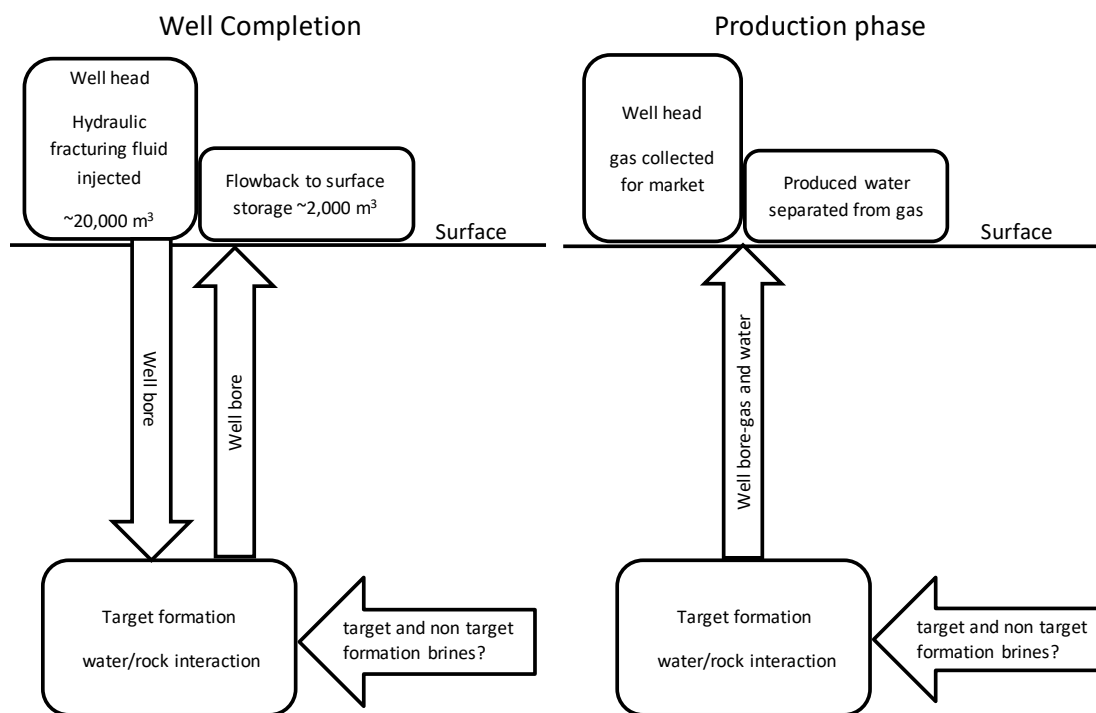 Well Completion
Well head
Hydraulic
fracturing fluid
injected
~20,000 m³
Flowback to surface
storage ~2,000 m³
Surface
Well bore
Well bore
Target formation
water/rock interaction
target and non target
formation brines?
Production phase
Well head
gas collected
for market
Produced water
separated from gas
Surface
Well bore-gas and water
Target formation
water/rock interaction
target and non target
formation brines?